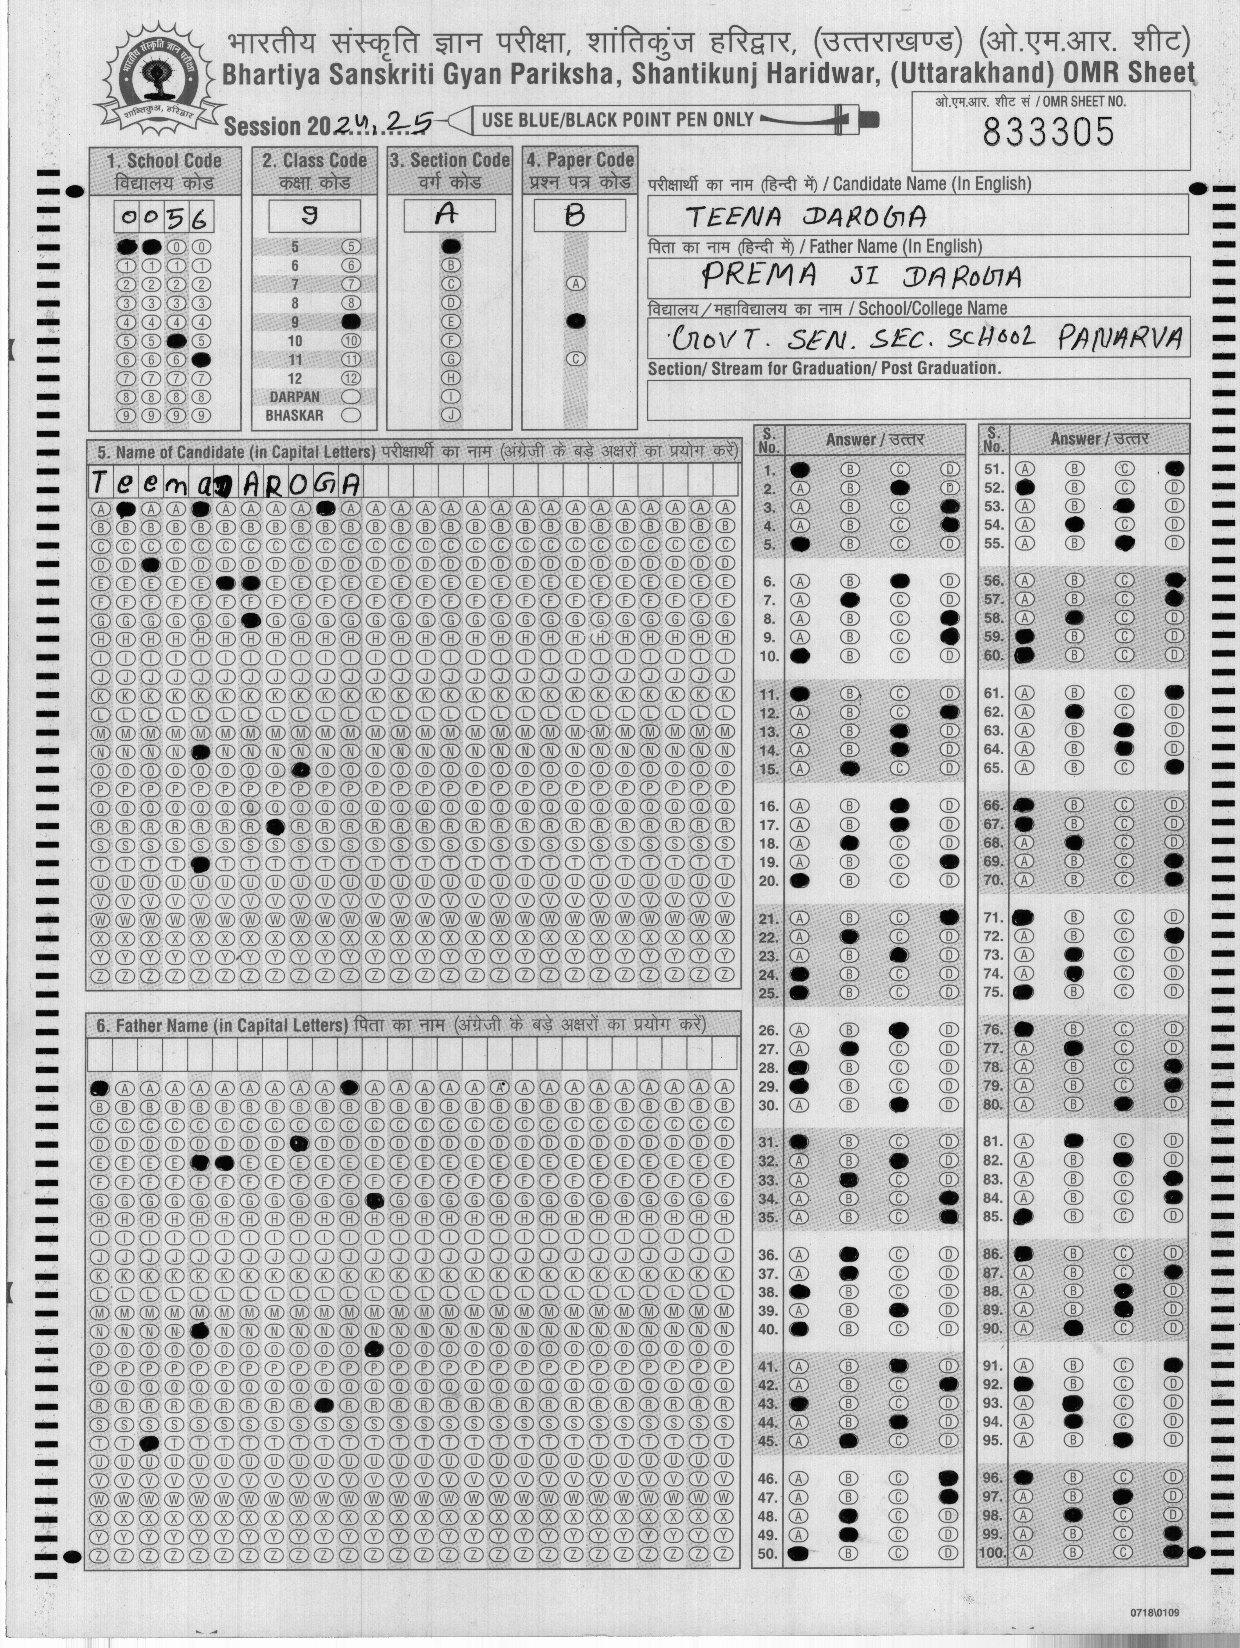 भारतीय संस्कृति ज्ञान परीक्षा, शांतिकुंज हरिद्वार, (उत्तराखण्ड) (ओ.एम.आर. शीट)
Bhartiya Sanskriti Gyan Pariksha, Shantikunj Haridwar, (Uttarakhand) OMR Sheet
Session 2024.25
USE BLUE/BLACK POINT PEN ONLY
ओ.एम.आर. शीट सं / OMR SHEET NO.
833305
1. School Code
विद्यालय कोड
0056
2. Class Code
कक्षा कोड
9
5
6
7
8
9
10
11
12
DARPAN
BHASKAR
3. Section Code
वर्ग कोड
A
4. Paper Code
प्रश्न पत्र कोड
B
परीक्षार्थी का नाम (हिन्दी में) / Candidate Name (In English)
TEENA DAROGA
पिता का नाम (हिन्दी में) / Father Name (In English)
PREMA JI DAROGA
विद्यालय/महाविद्यालय का नाम / School/College Name
GOVT. SEN. SEC. SCHOOL PANARVA
Section/ Stream for Graduation/ Post Graduation.
5. Name of Candidate (in Capital Letters) परीक्षार्थी का नाम (अंग्रेजी के बड़े अक्षरों का प्रयोग करें)
TeenaDAROGA
6. Father Name (in Capital Letters) पिता का नाम (अंग्रेजी के बड़े अक्षरों का प्रयोग करें)
S. No. Answer / उत्तर
S. No. Answer / उत्तर
0718\0109